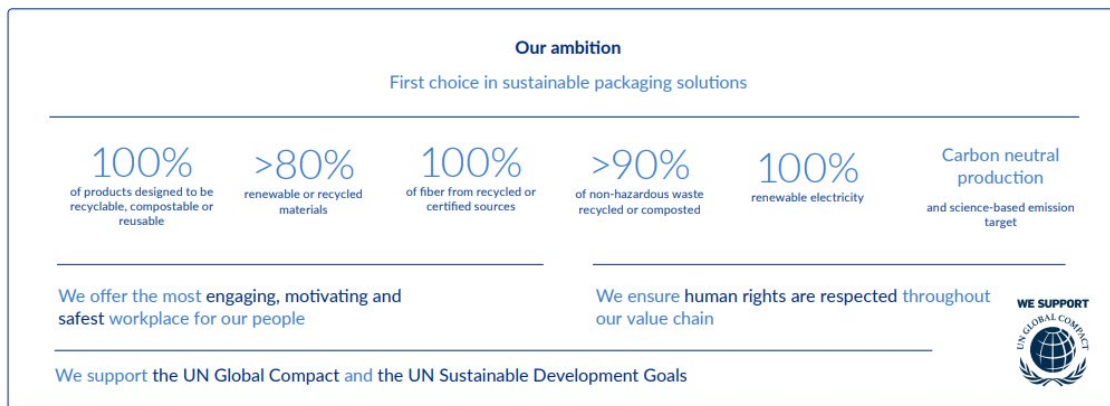 Our ambition
First choice in sustainable packaging solutions
100%
of products designed to be
recyclable, compostable or
reusable
>80%
renewable or recycled
materials
100%
of fiber from recycled or
certified sources
>90%
of non-hazardous waste
recycled or composted
100%
renewable electricity
Carbon neutral
production
and science-based emission
target
We offer the most engaging, motivating and
safest workplace for our people
We ensure human rights are respected throughout
our value chain
WE SUPPORT
UN GLOBAL COMPACT
We support the UN Global Compact and the UN Sustainable Development Goals